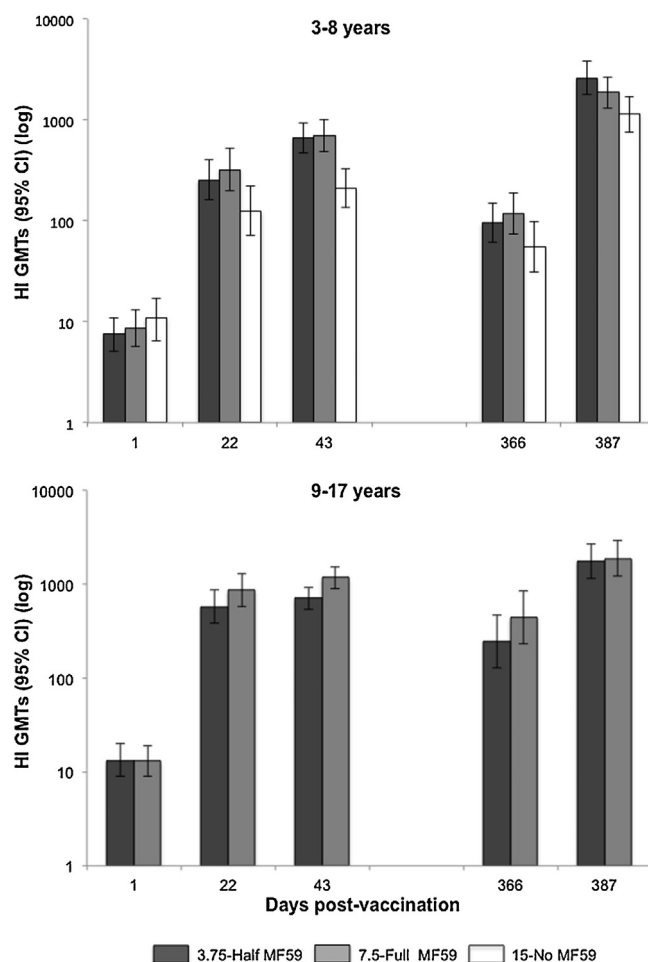 3-8 years
HI GMTs (95% CI) (log)
10000
1000
100
10
1
1 22 43 366 387
9-17 years
HI GMTs (95% CI) (log)
10000
1000
100
10
1
1 22 43 366 387
Days post-vaccination
3.75-Half MF59 7.5-Full MF59 15-No MF59